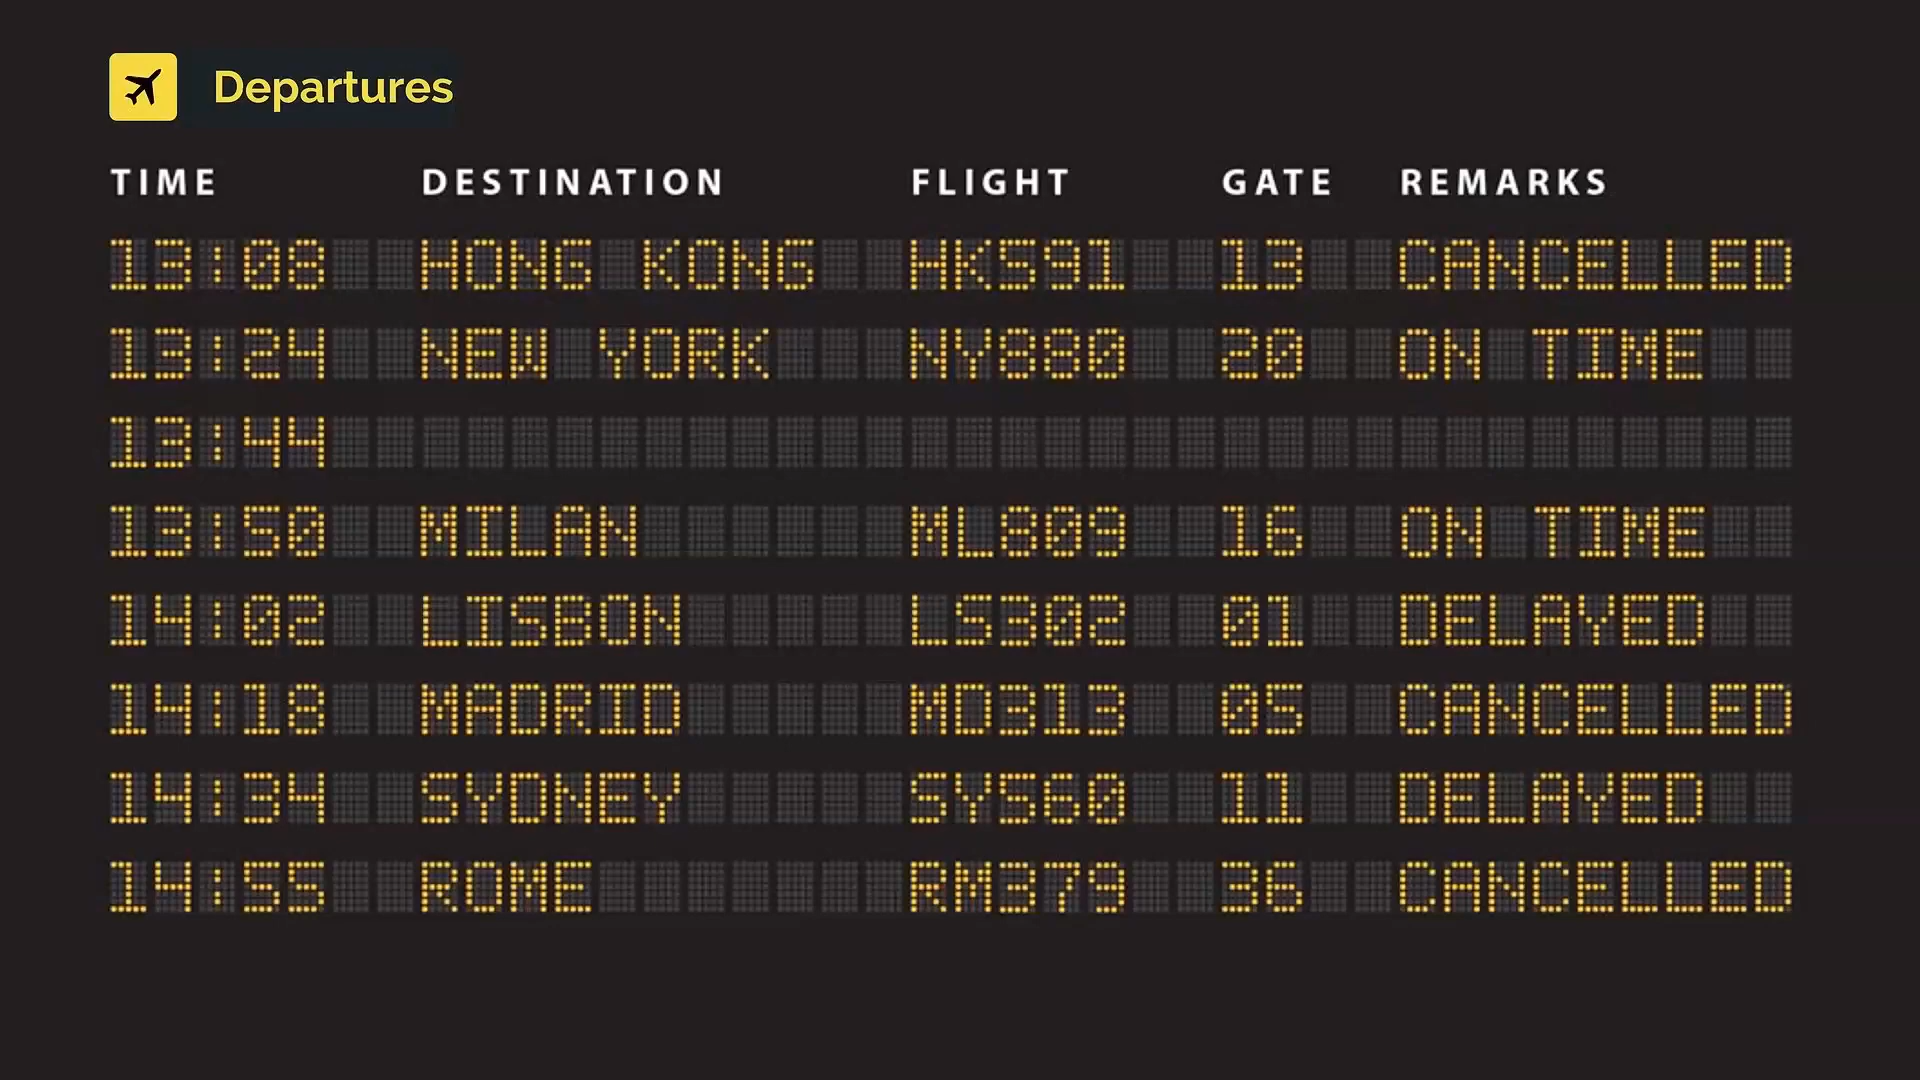 Departures
TIME DESTINATION FLIGHT GATE REMARKS
13:08 HONG KONG HK591 13 CANCELLED
13:24 NEW YORK NY880 20 ON TIME
13:44
13:50 MILAN ML809 16 ON TIME
14:02 LISBON LS302 01 DELAYED
14:18 MADRID MD313 05 CANCELLED
14:34 SYDNEY SY560 11 DELAYED
14:55 ROME RM379 36 CANCELLED